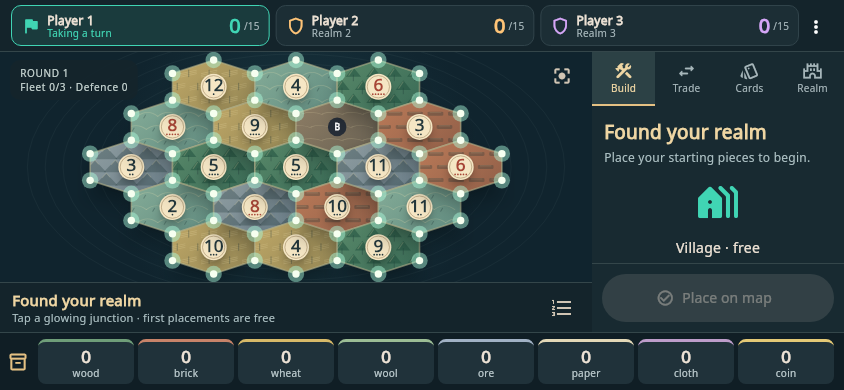 Player 1
Taking a turn
0 /15
Player 2
Realm 2
0 /15
Player 3
Realm 3
0 /15
ROUND 1
Fleet 0/3 · Defence 0
12 4 6
8 9 B 3
3 5 5 11 6
2 8 10 11
10 4 9
Build
Trade
Cards
Realm
Found your realm
Place your starting pieces to begin.
Village · free
Place on map
Found your realm
Tap a glowing junction · first placements are free
0
wood
0
brick
0
wheat
0
wool
0
ore
0
paper
0
cloth
0
coin